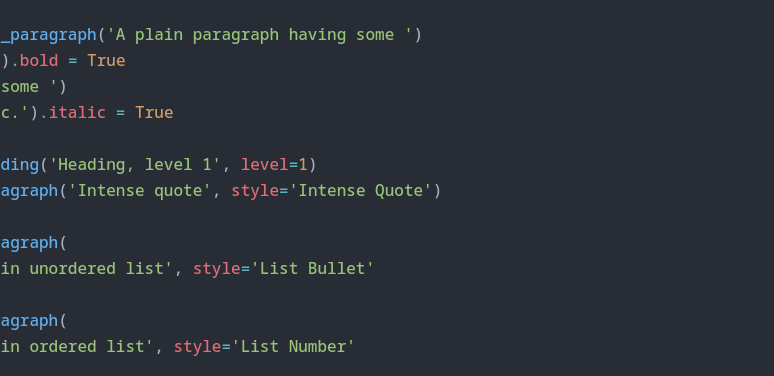 _paragraph('A plain paragraph having some ')
).bold = True
some ')
c.').italic = True
ding('Heading, level 1', level=1)
agraph('Intense quote', style='Intense Quote')
agraph(
in unordered list', style='List Bullet'
agraph(
in ordered list', style='List Number'